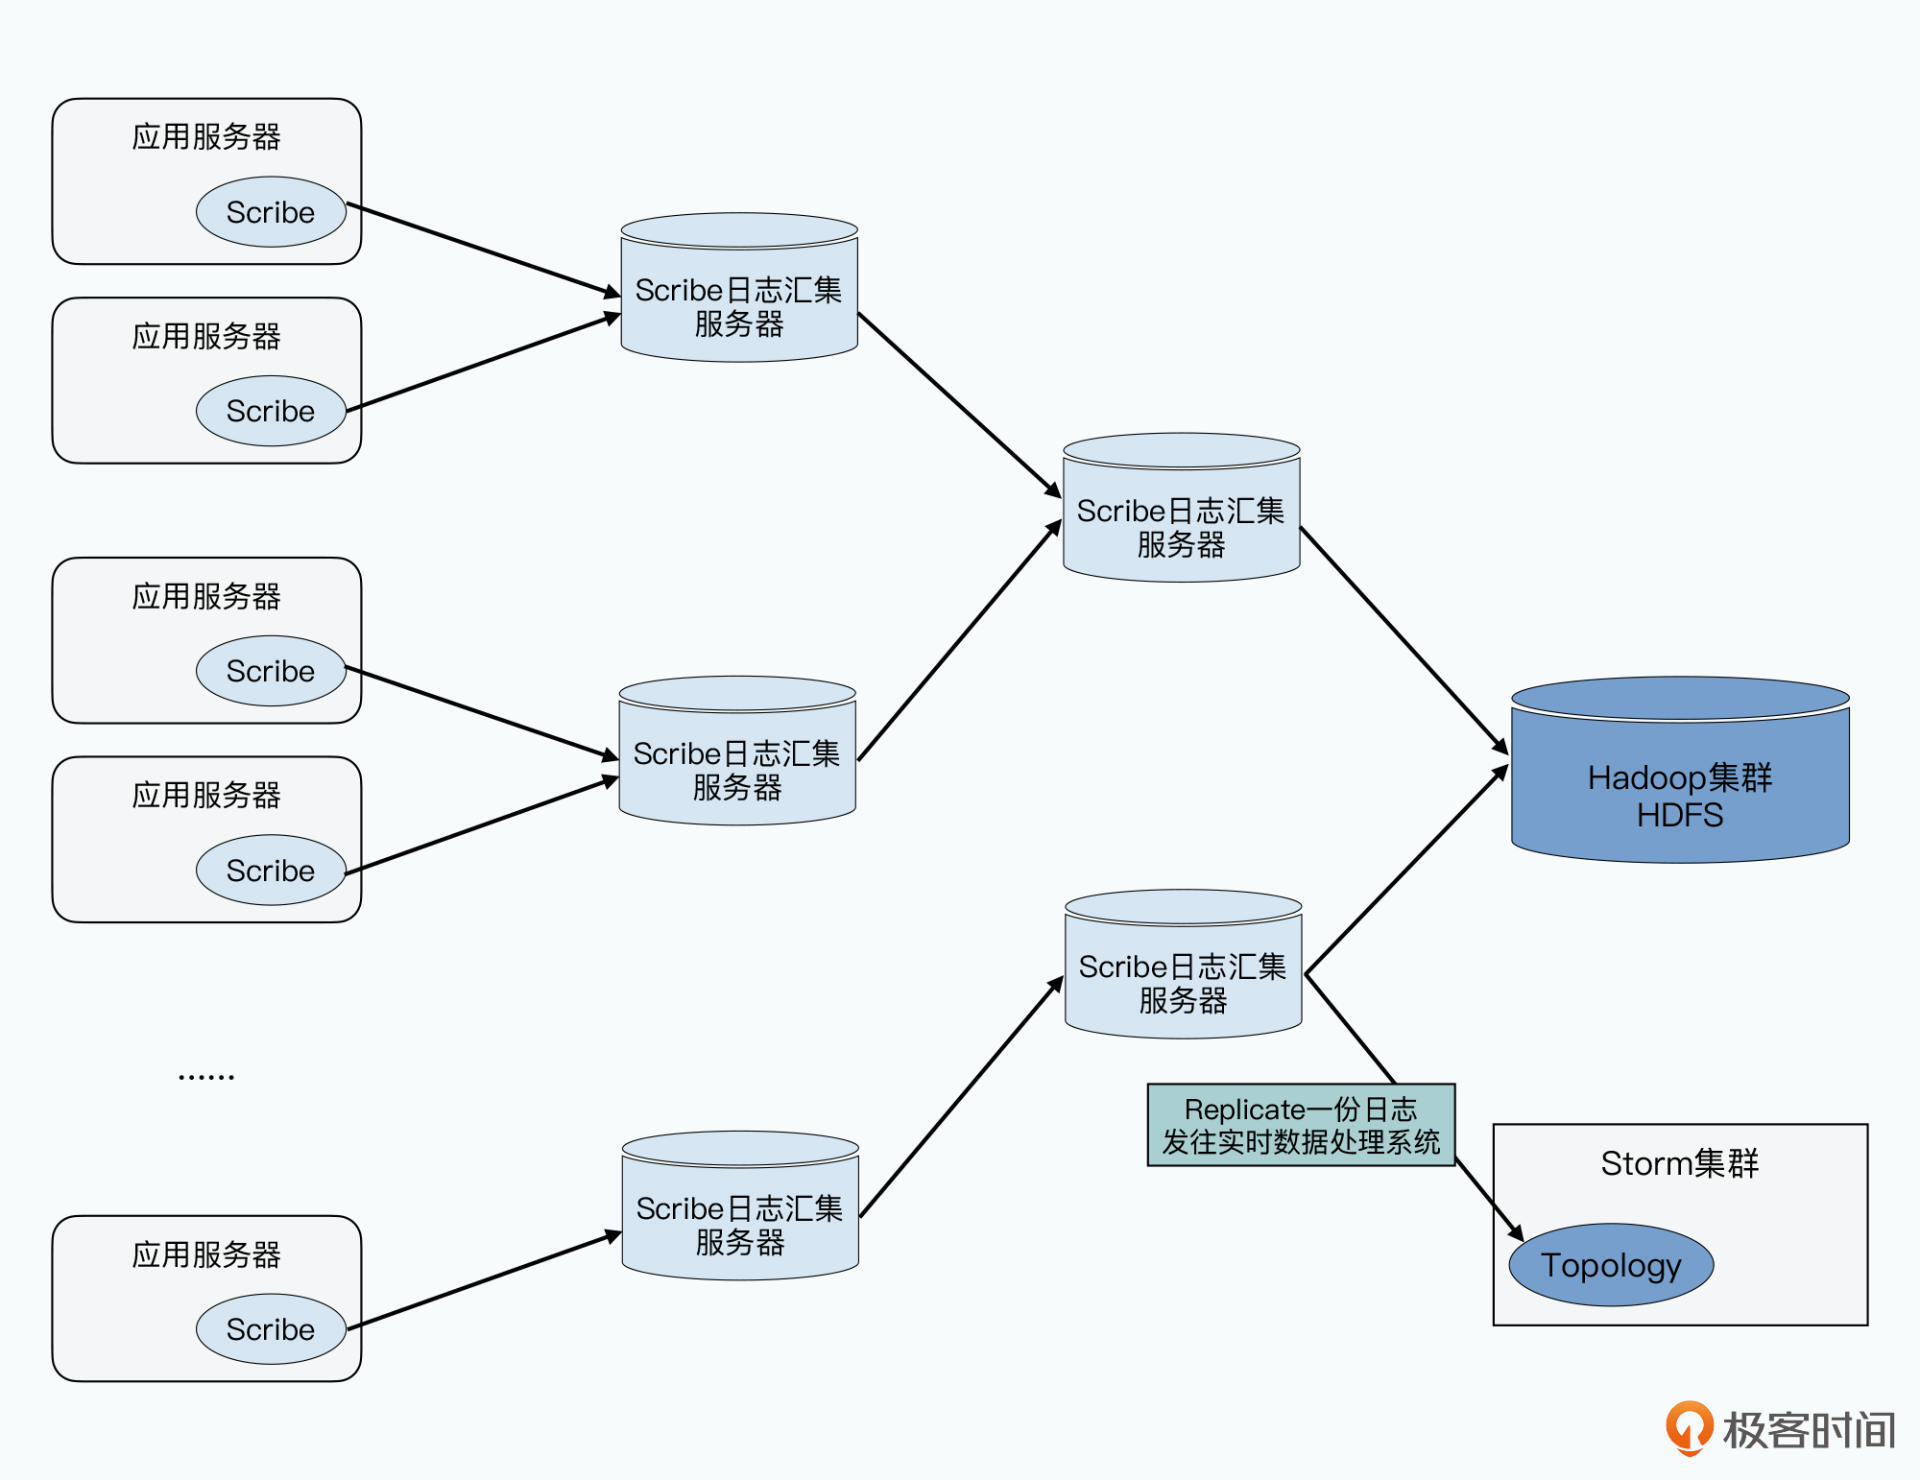 应用服务器
Scribe
应用服务器
Scribe
应用服务器
Scribe
应用服务器
Scribe
......
应用服务器
Scribe
Scribe日志汇集
服务器
Scribe日志汇集
服务器
Scribe日志汇集
服务器
Scribe日志汇集
服务器
Scribe日志汇集
服务器
Replicate一份日志
发往实时数据处理系统
Hadoop集群
HDFS
Storm集群
Topology
极客时间